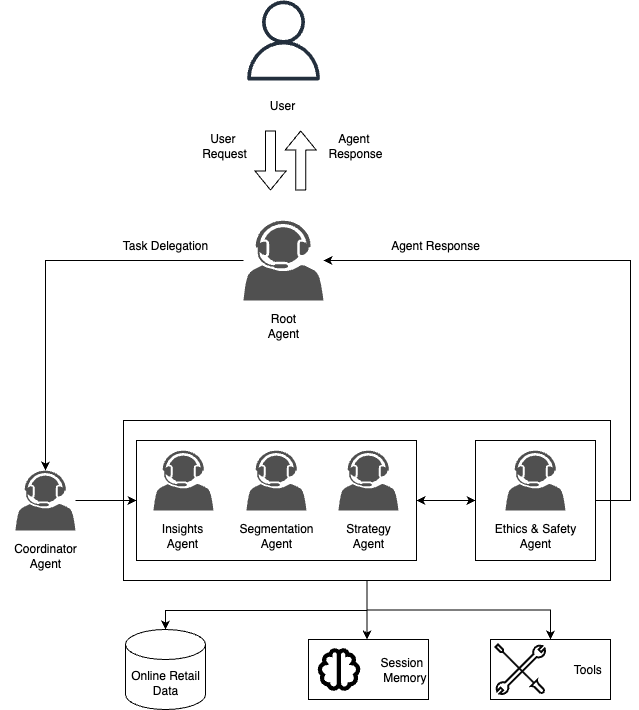 User
User
Request
Agent
Response
Task Delegation
Agent Response
Root
Agent
Insights
Agent
Segmentation
Agent
Strategy
Agent
Ethics & Safety
Agent
Coordinator
Agent
Online Retail
Data
Session
Memory
Tools